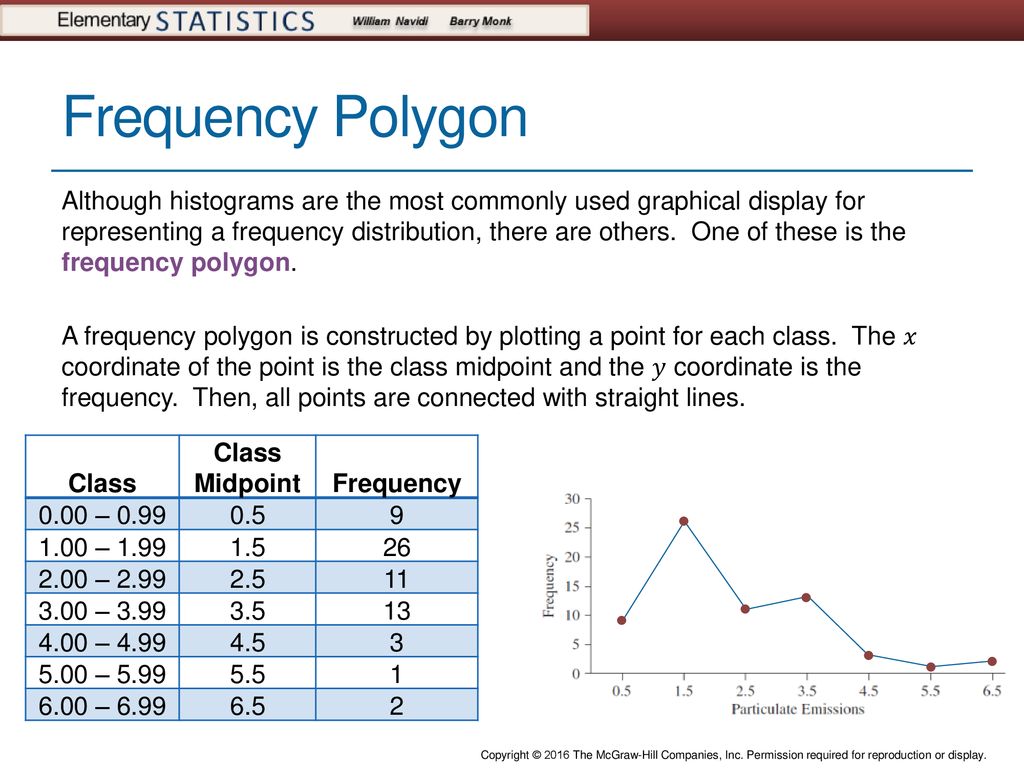 Elementary STATISTICS William Navidi Barry Monk
Frequency Polygon
Although histograms are the most commonly used graphical display for
representing a frequency distribution, there are others.  One of these is the
frequency polygon.
A frequency polygon is constructed by plotting a point for each class.  The 𝑥
coordinate of the point is the class midpoint and the 𝑦 coordinate is the
frequency.  Then, all points are connected with straight lines.
Class
Class Midpoint Frequency
0.00 – 0.99 0.5 9
1.00 – 1.99 1.5 26
2.00 – 2.99 2.5 11
3.00 – 3.99 3.5 13
4.00 – 4.99 4.5 3
5.00 – 5.99 5.5 1
6.00 – 6.99 6.5 2
30
25
20
15
10
5
0
Frequency
0.5 1.5 2.5 3.5 4.5 5.5 6.5
Particulate Emissions
Copyright © 2016 The McGraw-Hill Companies, Inc. Permission required for reproduction or display.